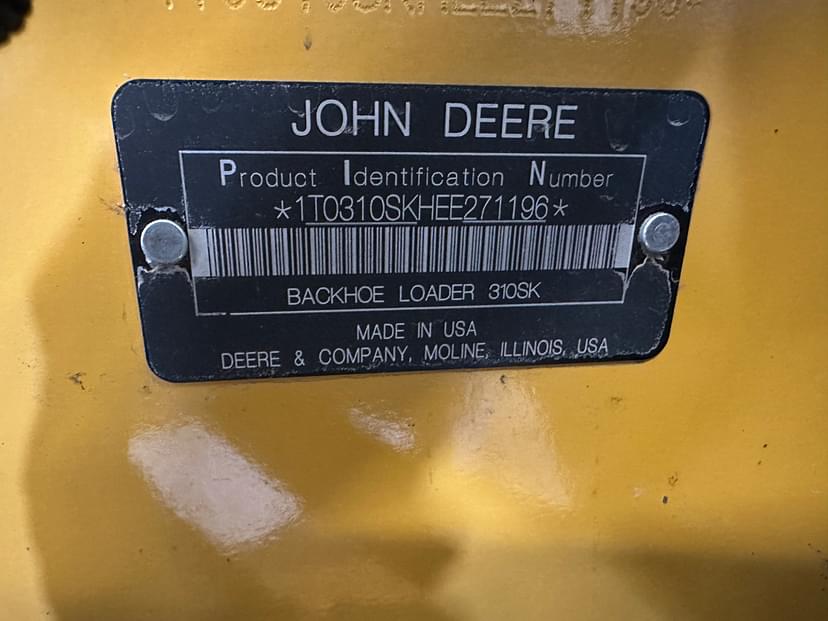 JOHN DEERE
Product Identification Number
*1T0310SKHEE271196*
BACKHOE LOADER 310SK
MADE IN USA
DEERE & COMPANY, MOLINE, ILLINOIS, USA